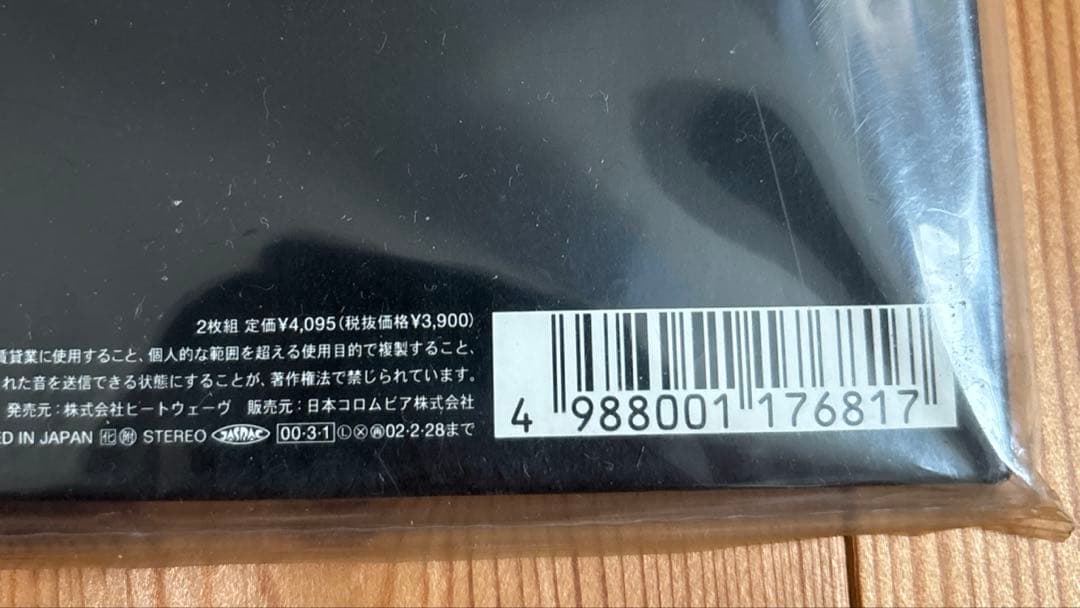 2枚組 定価¥4,095(税抜価格¥3,900)
賃貸業に使用すること、個人的な範囲を超える使用目的で複製すること、
れた音を送信できる状態にすることが、著作権法で禁じられています。
発売元:株式会社ビートウェーヴ 販売元:日本コロムビア株式会社
ED IN JAPAN 化 附 STEREO JASRAC 00・3・1 Ⓛ Ⓧ 再 02・2・28まで
4 988001 176817